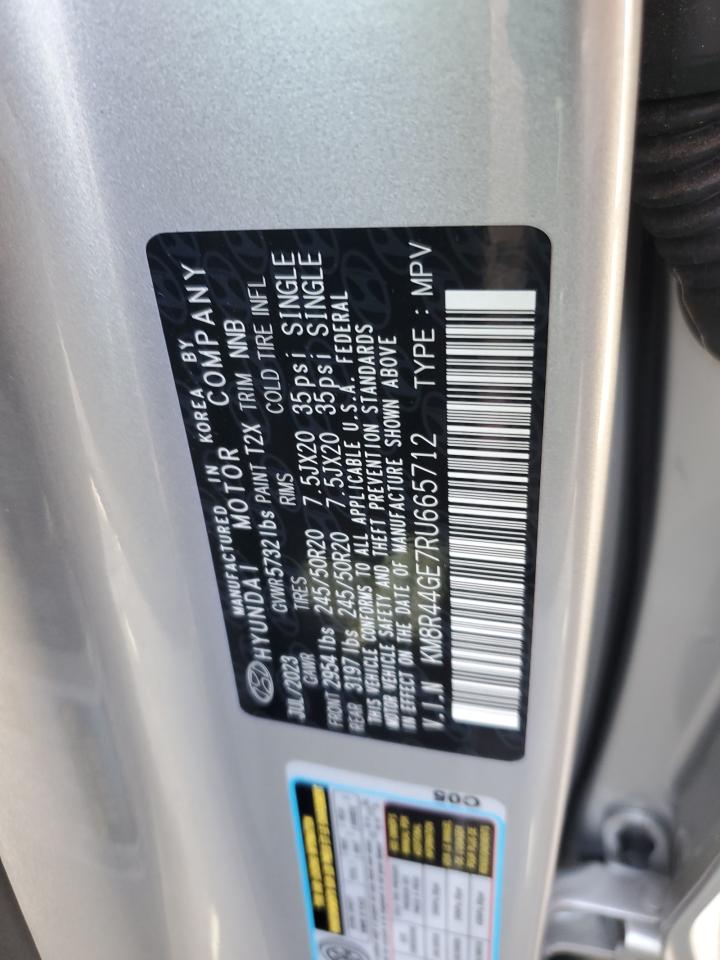 MANUFACTURED IN KOREA BY
HYUNDAI MOTOR COMPANY
GVWR 5732 lbs PAINT T2X TRIM NNB
JUL/2023
GAWR TIRES RIMS COLD TIRE INFL
FRONT 2954 lbs 245/50R20 7.5JX20 35psi SINGLE
REAR 3197 lbs 245/50R20 7.5JX20 35psi SINGLE
THIS VEHICLE CONFORMS TO ALL APPLICABLE U.S.A. FEDERAL
MOTOR VEHICLE SAFETY AND THEFT PREVENTION STANDARDS
IN EFFECT ON THE DATE OF MANUFACTURE SHOWN ABOVE
V.I.N KM8R44GE7RU665712 TYPE : MPV
C05